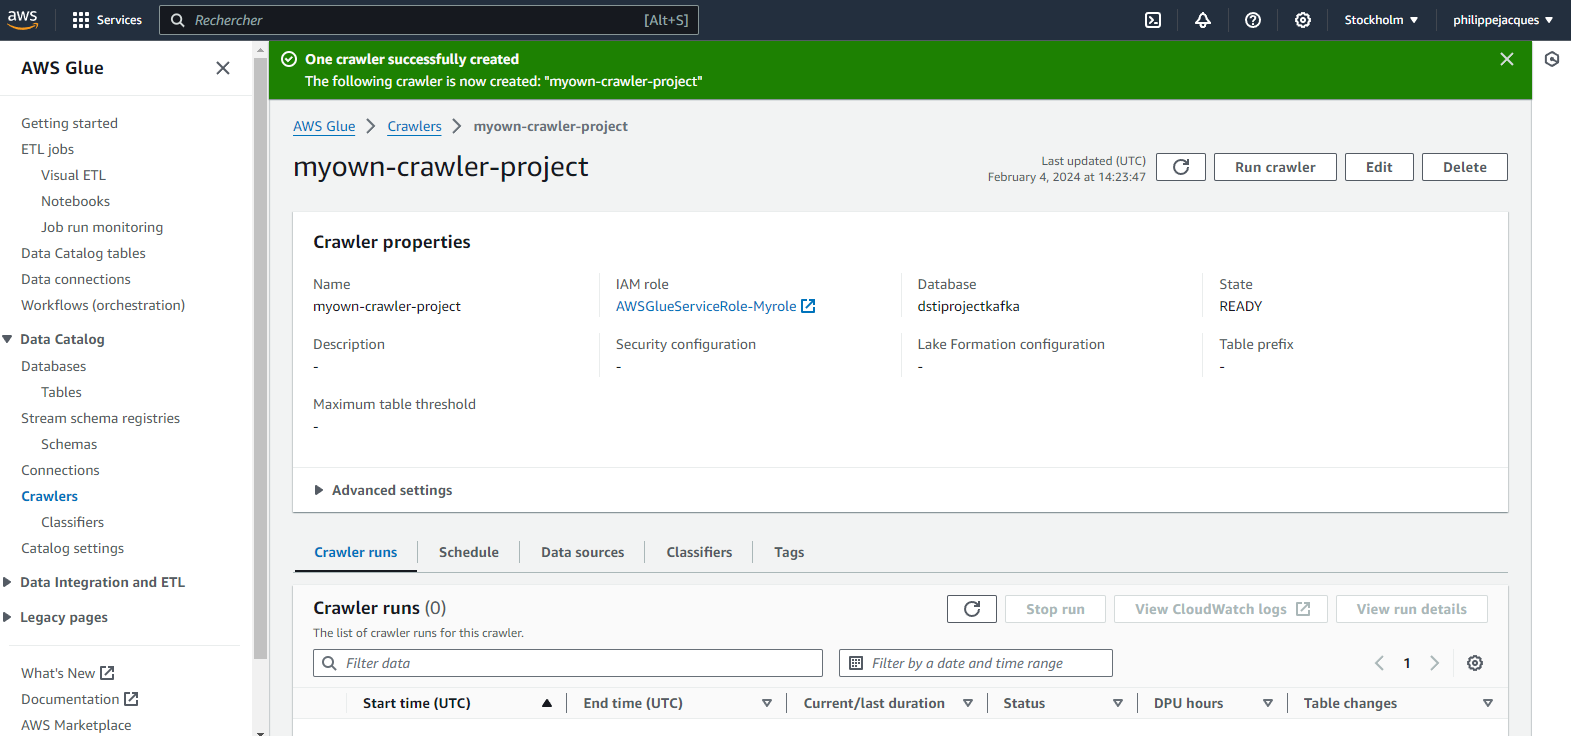 aws
Services
Rechercher
[Alt+S]
Stockholm
philippejacques
AWS Glue
Getting started
ETL jobs
Visual ETL
Notebooks
Job run monitoring
Data Catalog tables
Data connections
Workflows (orchestration)
Data Catalog
Databases
Tables
Stream schema registries
Schemas
Connections
Crawlers
Classifiers
Catalog settings
Data Integration and ETL
Legacy pages
What's New
Documentation
AWS Marketplace
One crawler successfully created
The following crawler is now created: "myown-crawler-project"
AWS Glue
Crawlers
myown-crawler-project
myown-crawler-project
Last updated (UTC)
February 4, 2024 at 14:23:47
Run crawler
Edit
Delete
Crawler properties
Name
myown-crawler-project
IAM role
AWSGlueServiceRole-Myrole
Database
dstiprojectkafka
State
READY
Description
-
Security configuration
-
Lake Formation configuration
-
Table prefix
-
Maximum table threshold
-
Advanced settings
Crawler runs
Schedule
Data sources
Classifiers
Tags
Crawler runs (0)
The list of crawler runs for this crawler.
Stop run
View CloudWatch logs
View run details
Filter data
Filter by a date and time range
1
Start time (UTC)
End time (UTC)
Current/last duration
Status
DPU hours
Table changes